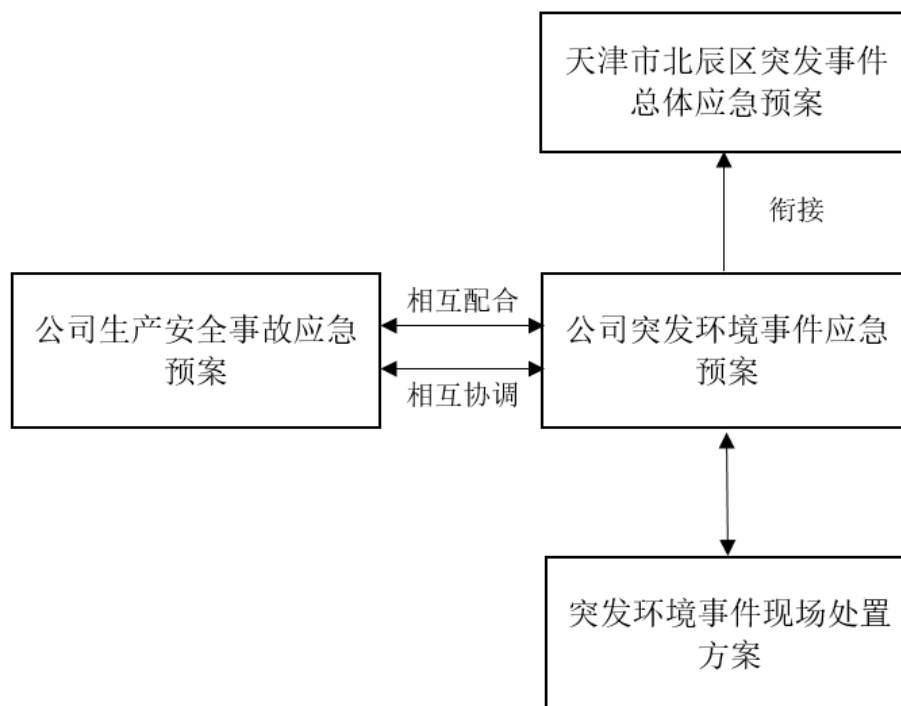 天津市北辰区突发事件
总体应急预案
衔接
公司生产安全事故应急
预案
相互配合
相互协调
公司突发环境事件应急
预案
突发环境事件现场处置
方案